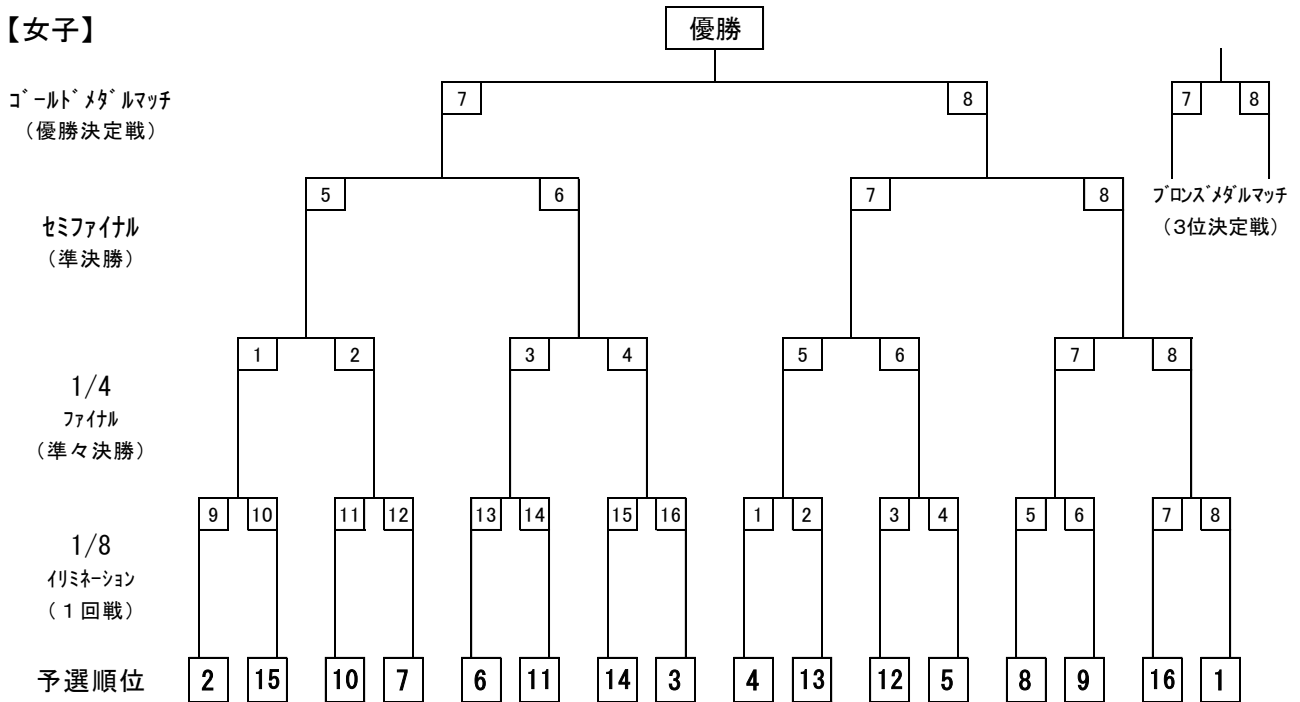 【女子】
優勝
ｺﾞｰﾙﾄﾞﾒﾀﾞﾙﾏｯﾁ
（優勝決定戦）
7 8
7 8
ﾌﾞﾛﾝｽﾞﾒﾀﾞﾙﾏｯﾁ
（3位決定戦）
セミファイナル
（準決勝）
5 6 7 8
1/4
ﾌｧｲﾅﾙ
（準々決勝）
1 2 3 4 5 6 7 8
1/8
ｲﾘﾐﾈｰｼｮﾝ
（１回戦）
9 10 11 12 13 14 15 16 1 2 3 4 5 6 7 8
予選順位 2 15 10 7 6 11 14 3 4 13 12 5 8 9 16 1